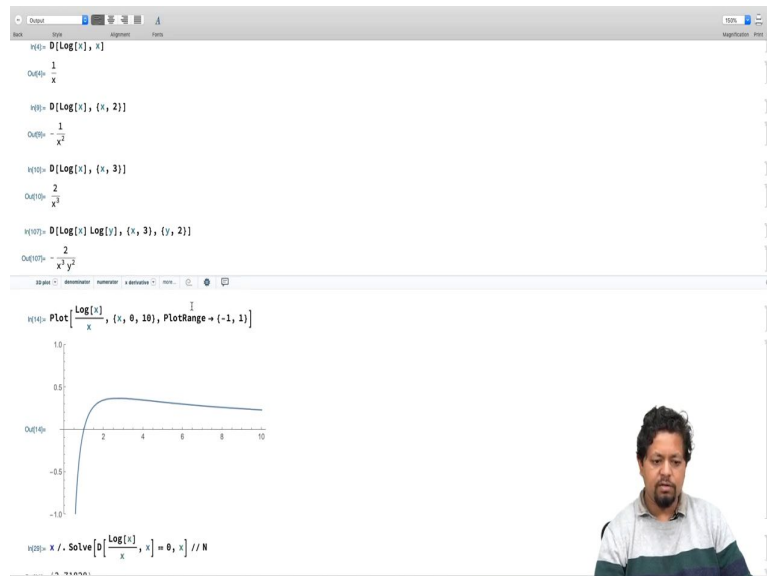 Output A 150%
Back Style Alignment Fonts Magnification Print
In[4]:= D[Log[x], x]
Out[4]= 1/x
In[9]:= D[Log[x], {x, 2}]
Out[9]= - 1/x^2
In[10]:= D[Log[x], {x, 3}]
Out[10]= 2/x^3
In[107]:= D[Log[x] Log[y], {x, 3}, {y, 2}]
Out[107]= - 2/(x^3 y^2)
3D plot denominator numerator x derivative more...
In[14]:= Plot[Log[x]/x, {x, 0, 10}, PlotRange → {-1, 1}]
1.0
0.5
Out[14]=
2 4 6 8 10
-0.5
-1.0
In[28]:= x /. Solve[D[Log[x]/x, x] == 0, x] // N